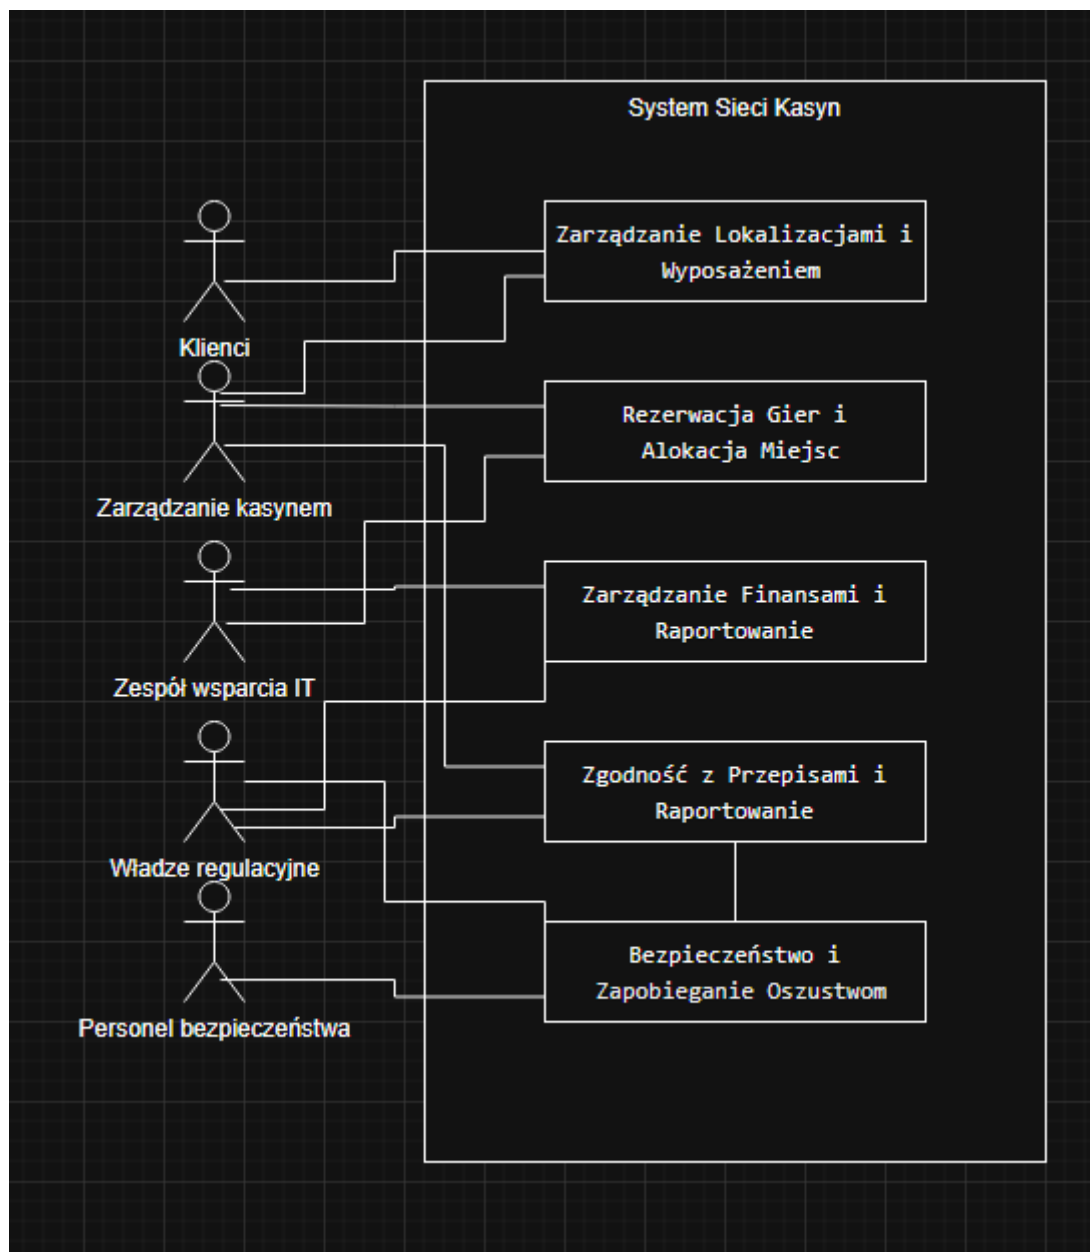 System Sieci Kasyn
Zarządzanie Lokalizacjami i
Wyposażeniem
Klienci
Rezerwacja Gier i
Alokacja Miejsc
Zarządzanie kasynem
Zarządzanie Finansami i
Raportowanie
Zespół wsparcia IT
Zgodność z Przepisami i
Raportowanie
Władze regulacyjne
Bezpieczeństwo i
Zapobieganie Oszustwom
Personel bezpieczeństwa